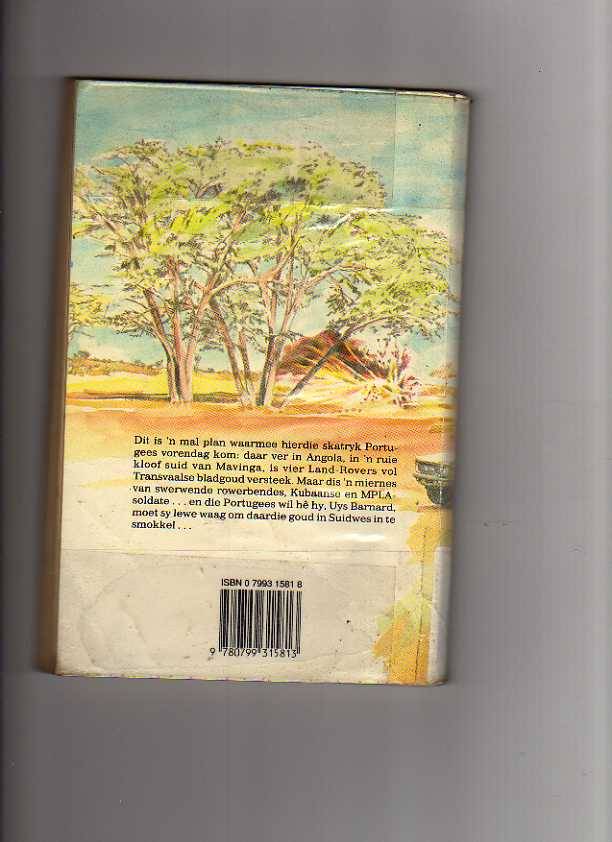 Dit is 'n mal plan waarmee hierdie skatryk Portu-
gees vorendag kom: daar ver in Angola, in 'n ruie
kloof suid van Mavinga, is vier Land-Rovers vol
Transvaalse bladgoud versteek. Maar dis 'n miernes
van swerwende rowerbendes, Kubaanse en MPLA-
soldate ... en die Portugees wil hê hy, Uys Barnard,
moet sy lewe waag om daardie goud in Suidwes in te
smokkel ...
ISBN 0 7993 1581 8
9 780799 315813